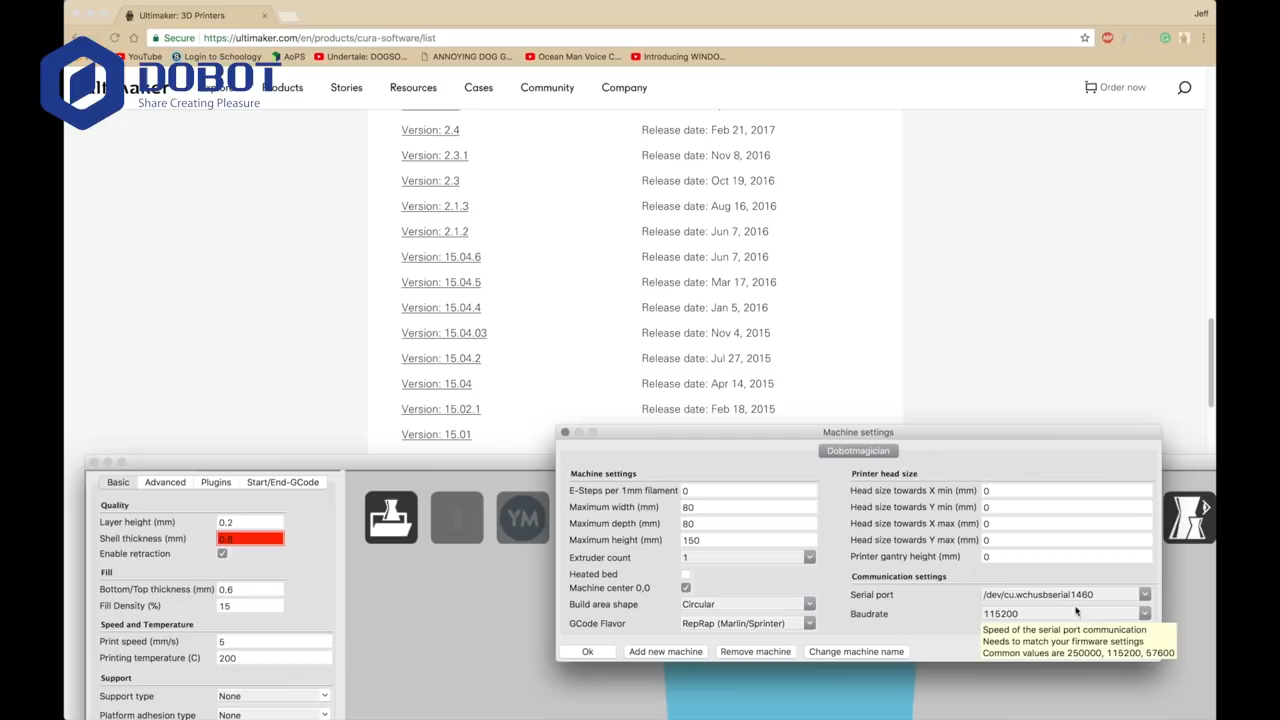 Ultimaker: 3D Printers
Jeff
Secure https://ultimaker.com/en/products/cura-software/list
YouTube Login to Schoology AoPS Undertale: DOGSO... ANNOYING DOG G... Ocean Man Voice C... Introducing WINDO...
DOBOT
Share Creating Pleasure
Products Stories Resources Cases Community Company Order now
Version: 2.4 Release date: Feb 21, 2017
Version: 2.3.1 Release date: Nov 8, 2016
Version: 2.3 Release date: Oct 19, 2016
Version: 2.1.3 Release date: Aug 16, 2016
Version: 2.1.2 Release date: Jun 7, 2016
Version: 15.04.6 Release date: Jun 7, 2016
Version: 15.04.5 Release date: Mar 17, 2016
Version: 15.04.4 Release date: Jan 5, 2016
Version: 15.04.03 Release date: Nov 4, 2015
Version: 15.04.2 Release date: Jul 27, 2015
Version: 15.04 Release date: Apr 14, 2015
Version: 15.02.1 Release date: Feb 18, 2015
Version: 15.01
Basic Advanced Plugins Start/End-GCode
Quality
Layer height (mm) 0.2
Shell thickness (mm) 0.8
Enable retraction
Fill
Bottom/Top thickness (mm) 0.6
Fill Density (%) 15
Speed and Temperature
Print speed (mm/s) 5
Printing temperature (C) 200
Support
Support type None
Platform adhesion type None
YM
Machine settings
Dobotmagician
Machine settings
E-Steps per 1mm filament 0
Maximum width (mm) 80
Maximum depth (mm) 80
Maximum height (mm) 150
Extruder count 1
Heated bed
Machine center 0,0
Build area shape Circular
GCode Flavor RepRap (Marlin/Sprinter)
Printer head size
Head size towards X min (mm) 0
Head size towards Y min (mm) 0
Head size towards X max (mm) 0
Head size towards Y max (mm) 0
Printer gantry height (mm) 0
Communication settings
Serial port /dev/cu.wchusbserial1460
Baudrate 115200
Speed of the serial port communication
Needs to match your firmware settings
Common values are 250000, 115200, 57600
Ok Add new machine Remove machine Change machine name